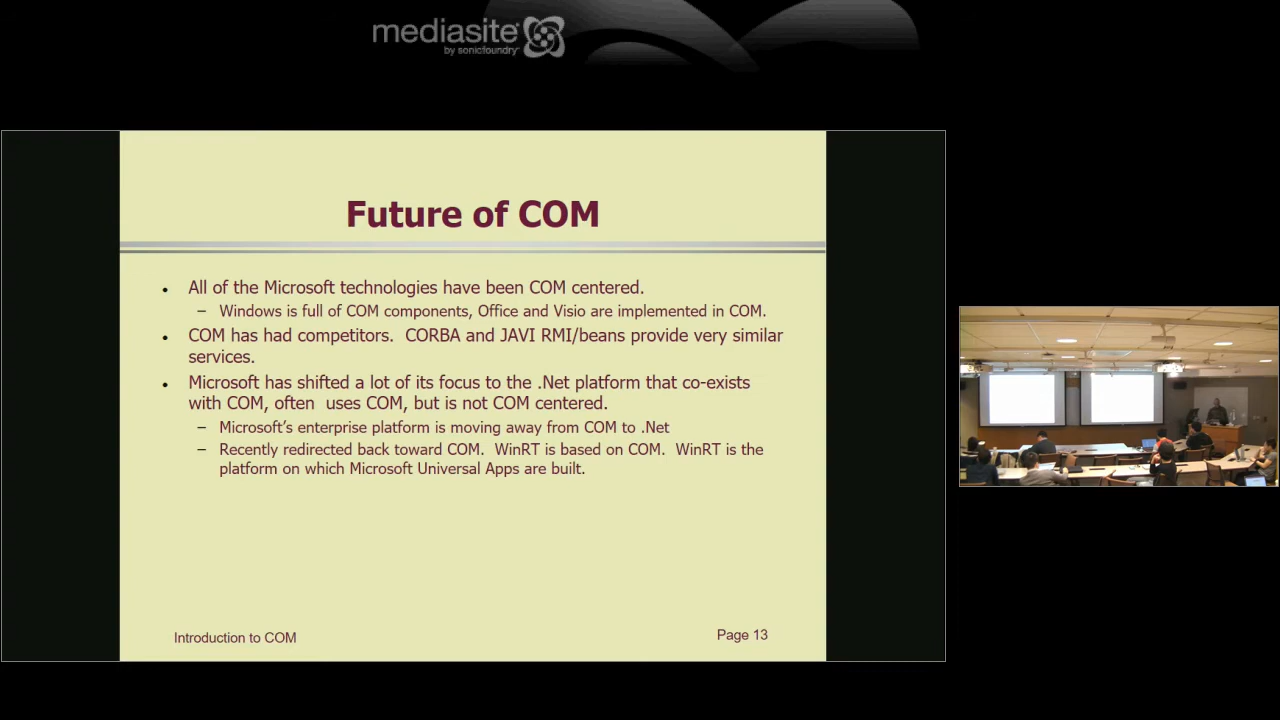 mediasite
by sonicfoundry
Future of COM
• All of the Microsoft technologies have been COM centered.
– Windows is full of COM components, Office and Visio are implemented in COM.
• COM has had competitors.  CORBA and JAVI RMI/beans provide very similar
services.
• Microsoft has shifted a lot of its focus to the .Net platform that co-exists
with COM, often  uses COM, but is not COM centered.
– Microsoft’s enterprise platform is moving away from COM to .Net
– Recently redirected back toward COM.  WinRT is based on COM.  WinRT is the
platform on which Microsoft Universal Apps are built.
Introduction to COM
Page 13